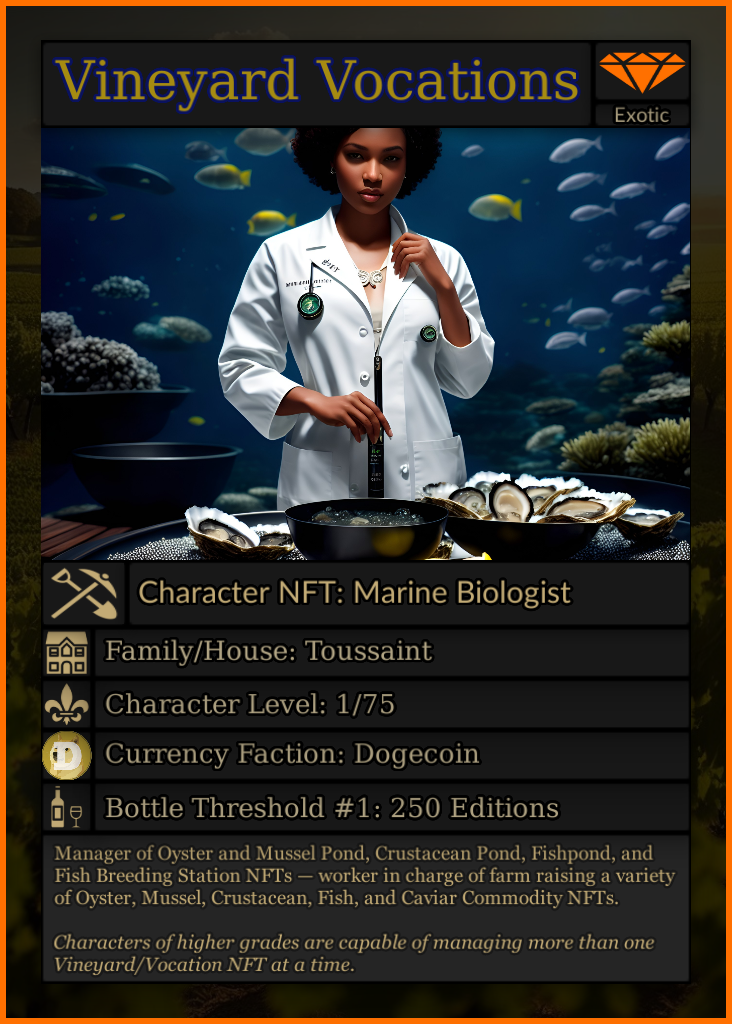 Vineyard Vocations
Exotic
Character NFT: Marine Biologist
Family/House: Toussaint
Character Level: 1/75
Currency Faction: Dogecoin
Bottle Threshold #1: 250 Editions
Manager of Oyster and Mussel Pond, Crustacean Pond, Fishpond, and
Fish Breeding Station NFTs — worker in charge of farm raising a variety
of Oyster, Mussel, Crustacean, Fish, and Caviar Commodity NFTs.
Characters of higher grades are capable of managing more than one
Vineyard/Vocation NFT at a time.